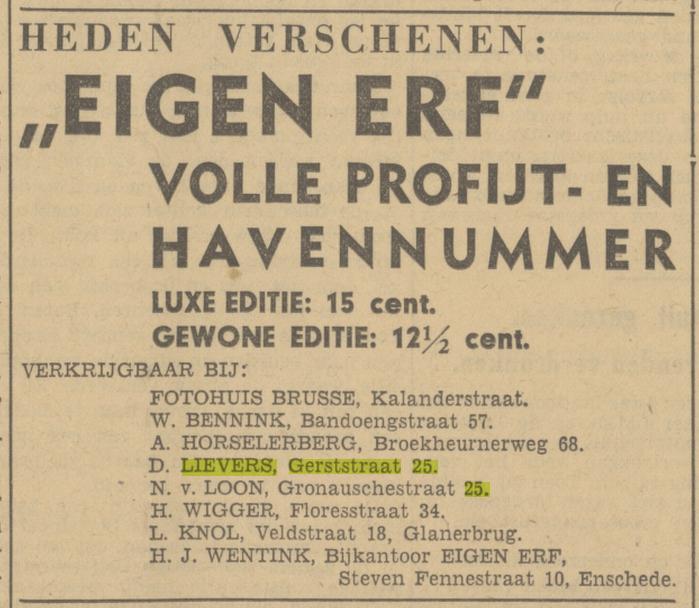 HEDEN VERSCHENEN:
„EIGEN ERF“
VOLLE PROFIJT- EN
HAVENNUMMER
LUXE EDITIE: 15 cent.
GEWONE EDITIE: 12½ cent.
VERKRIJGBAAR BIJ:
FOTOHUIS BRUSSE, Kalanderstraat.
W. BENNINK, Bandoengstraat 57.
A. HORSELERBERG, Broekheurnerweg 68.
D. LIEVERS, Gerststraat 25.
N. v. LOON, Gronauschestraat 25.
H. WIGGER, Floresstraat 34.
L. KNOL, Veldstraat 18, Glanerbrug.
H. J. WENTINK, Bijkantoor EIGEN ERF,
Steven Fennestraat 10, Enschede.